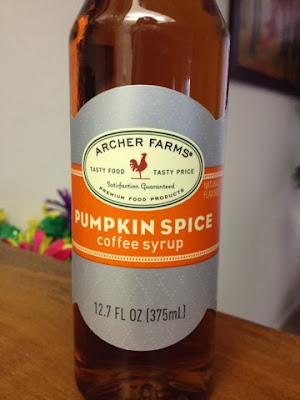 ARCHER FARMS®
TASTY FOOD TASTY PRICE
Satisfaction Guaranteed
PREMIUM FOOD PRODUCTS
PUMPKIN SPICE
coffee syrup
12.7 FL OZ (375mL)